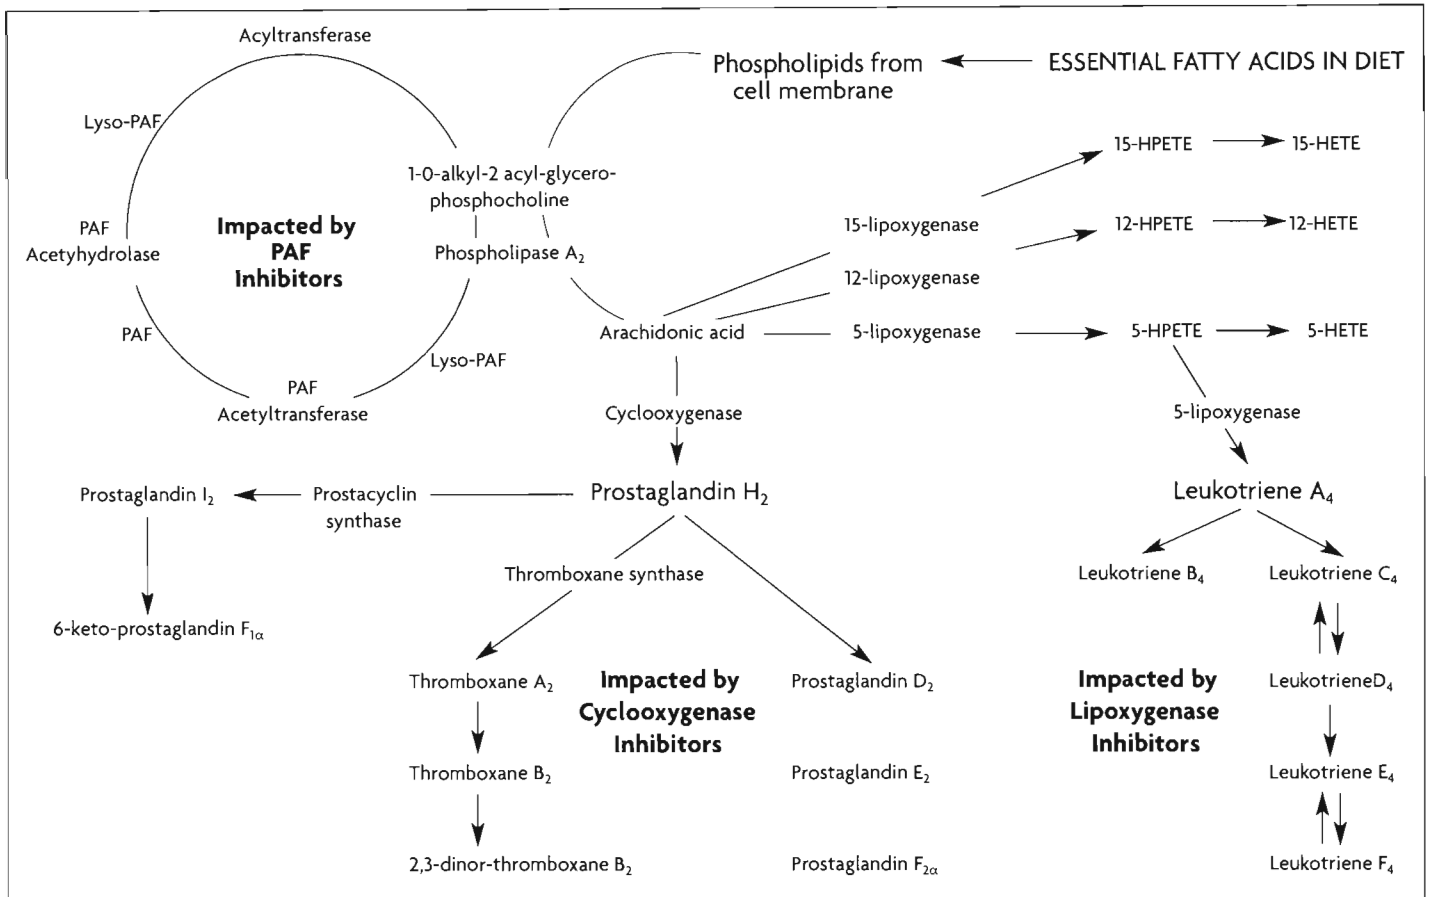 Acyltransferase
Phospholipids from
cell membrane
ESSENTIAL FATTY ACIDS IN DIET
Lyso-PAF
15-HPETE
15-HETE
1-0-alkyl-2 acyl-glycero-
phosphocholine
PAF
Acetyhydrolase
Impacted by
PAF
Inhibitors
15-lipoxygenase
12-HPETE
12-HETE
Phospholipase A₂
12-lipoxygenase
PAF
Arachidonic acid
5-lipoxygenase
5-HPETE
5-HETE
Lyso-PAF
PAF
Acetyltransferase
Cyclooxygenase
5-lipoxygenase
Prostaglandin I₂
Prostacyclin
synthase
Prostaglandin H₂
Leukotriene A₄
Thromboxane synthase
Leukotriene B₄
Leukotriene C₄
6-keto-prostaglandin F₁α
Thromboxane A₂
Impacted by
Cyclooxygenase
Inhibitors
Prostaglandin D₂
Impacted by
Lipoxygenase
Inhibitors
LeukotrieneD₄
Thromboxane B₂
Prostaglandin E₂
Leukotriene E₄
2,3-dinor-thromboxane B₂
Prostaglandin F₂α
Leukotriene F₄